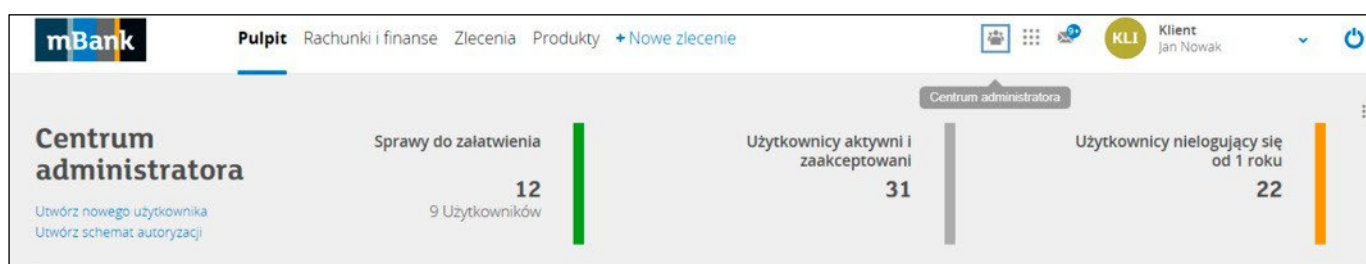 mBank
Pulpit Rachunki i finanse Zlecenia Produkty + Nowe zlecenie
9+
KLI
Klient
Jan Nowak
Centrum administratora
Centrum
administratora
Utwórz nowego użytkownika
Utwórz schemat autoryzacji
Sprawy do załatwienia
12
9 Użytkowników
Użytkownicy aktywni i
zaakceptowani
31
Użytkownicy nielogujący się
od 1 roku
22